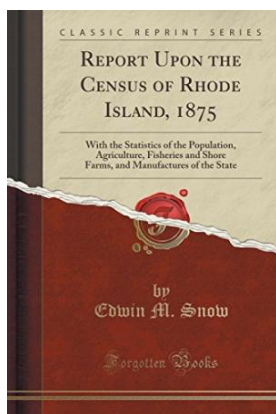 CLASSIC REPRINT SERIES
REPORT UPON THE
CENSUS OF RHODE
ISLAND, 1875
With the Statistics of the Population,
Agriculture, Fisheries and Shore
Farms, and Manufactures of the State
by
Edwin M. Snow
Forgotten Books